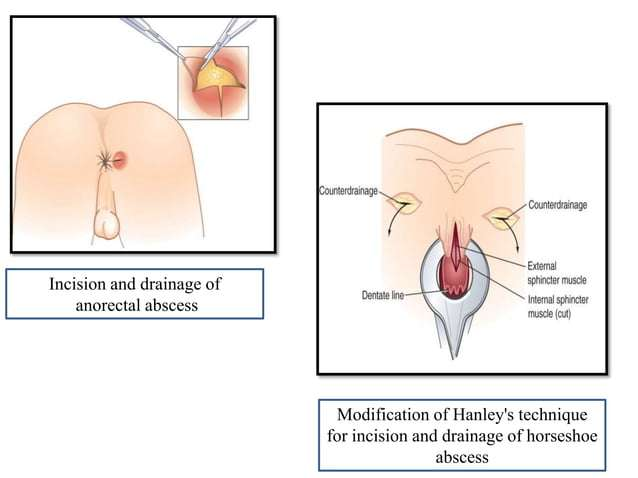 Incision and drainage of
anorectal abscess
Counterdrainage
Counterdrainage
External
sphincter muscle
Dentate line
Internal sphincter
muscle (cut)
Modification of Hanley's technique
for incision and drainage of horseshoe
abscess